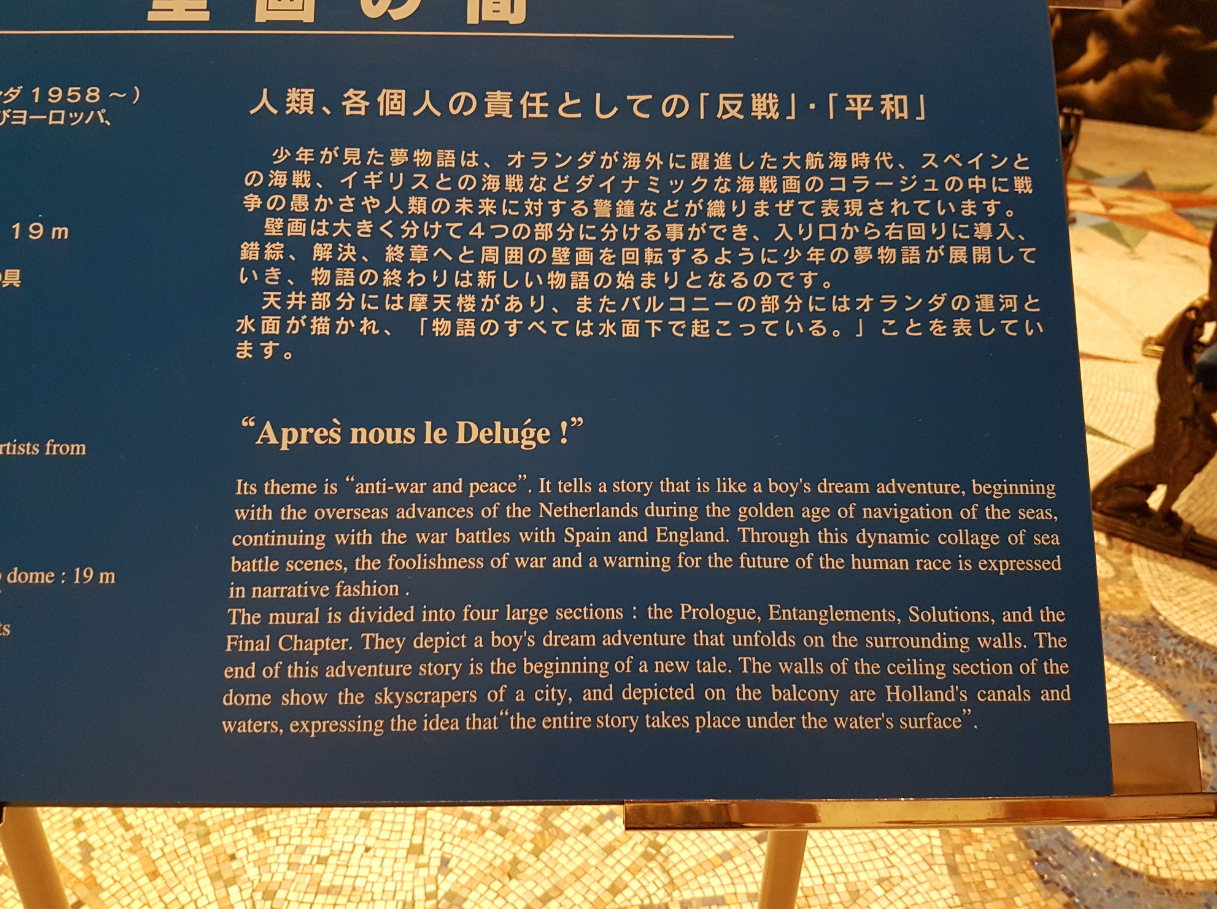 壁画の間
ダ 1958～)
びヨーロッパ、
19 m
具
rtists from
dome : 19 m
ts
人類、各個人の責任としての「反戦」・「平和」
少年が見た夢物語は、オランダが海外に躍進した大航海時代、スペインと
の海戦、イギリスとの海戦などダイナミックな海戦画のコラージュの中に戦
争の愚かさや人類の未来に対する警鐘などが織りまぜて表現されています。
壁画は大きく分けて４つの部分に分ける事ができ、入り口から右回りに導入、
錯綜、解決、終章へと周囲の壁画を回転するように少年の夢物語が展開して
いき、物語の終わりは新しい物語の始まりとなるのです。
天井部分には摩天楼があり、またバルコニーの部分にはオランダの運河と
水面が描かれ、「物語のすべては水面下で起こっている。」ことを表してい
ます。
“Apres̀ nous le Deluǵe !”
Its theme is “anti-war and peace”. It tells a story that is like a boy's dream adventure, beginning
with the overseas advances of the Netherlands during the golden age of navigation of the seas,
continuing with the war battles with Spain and England. Through this dynamic collage of sea
battle scenes, the foolishness of war and a warning for the future of the human race is expressed
in narrative fashion .
The mural is divided into four large sections : the Prologue, Entanglements, Solutions, and the
Final Chapter. They depict a boy's dream adventure that unfolds on the surrounding walls. The
end of this adventure story is the beginning of a new tale. The walls of the ceiling section of the
dome show the skyscrapers of a city, and depicted on the balcony are Holland's canals and
waters, expressing the idea that“the entire story takes place under the water's surface”.